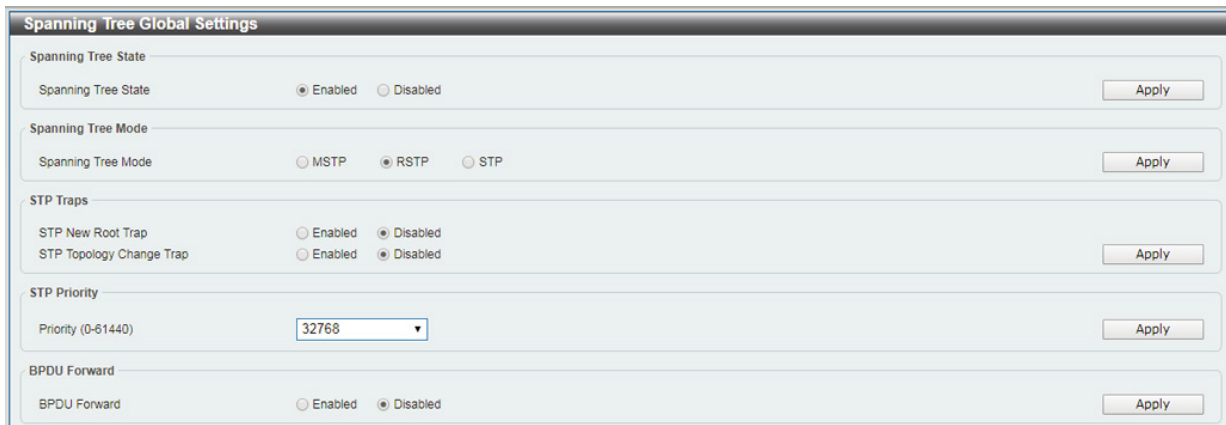 Spanning Tree Global Settings
Spanning Tree State
Spanning Tree State Enabled Disabled Apply
Spanning Tree Mode
Spanning Tree Mode MSTP RSTP STP Apply
STP Traps
STP New Root Trap Enabled Disabled
STP Topology Change Trap Enabled Disabled Apply
STP Priority
Priority (0-61440) 32768 Apply
BPDU Forward
BPDU Forward Enabled Disabled Apply